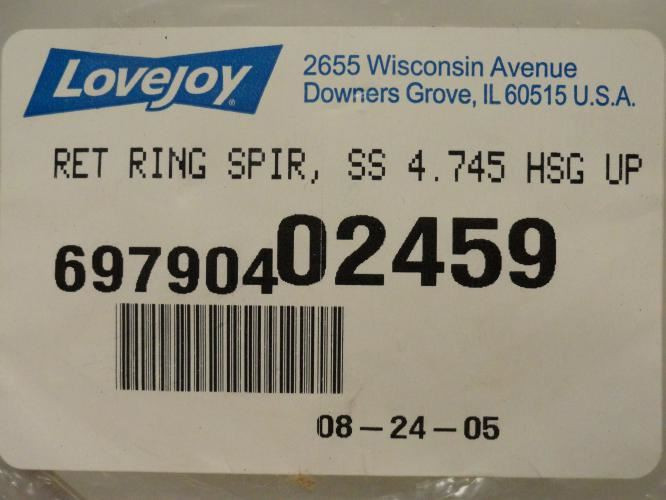 Lovejoy®
2655 Wisconsin Avenue
Downers Grove, IL 60515 U.S.A.
RET RING SPIR, SS 4.745 HSG UP
69790402459
08-24-05